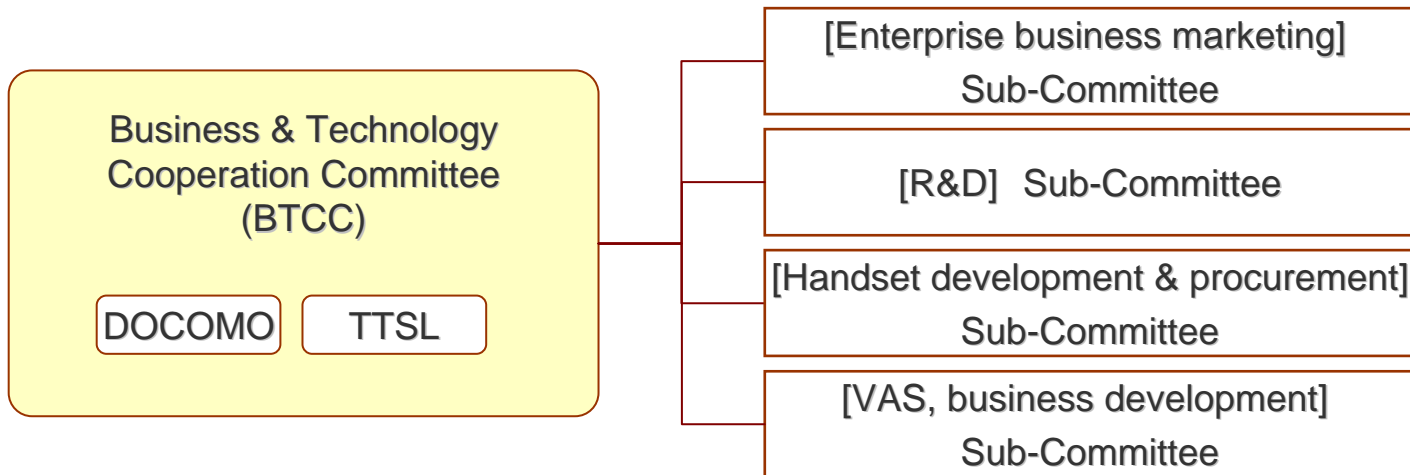 Business & Technology
Cooperation Committee
(BTCC)
DOCOMO TTSL
[Enterprise business marketing]
Sub-Committee
[R&D] Sub-Committee
[Handset development & procurement]
Sub-Committee
[VAS, business development]
Sub-Committee